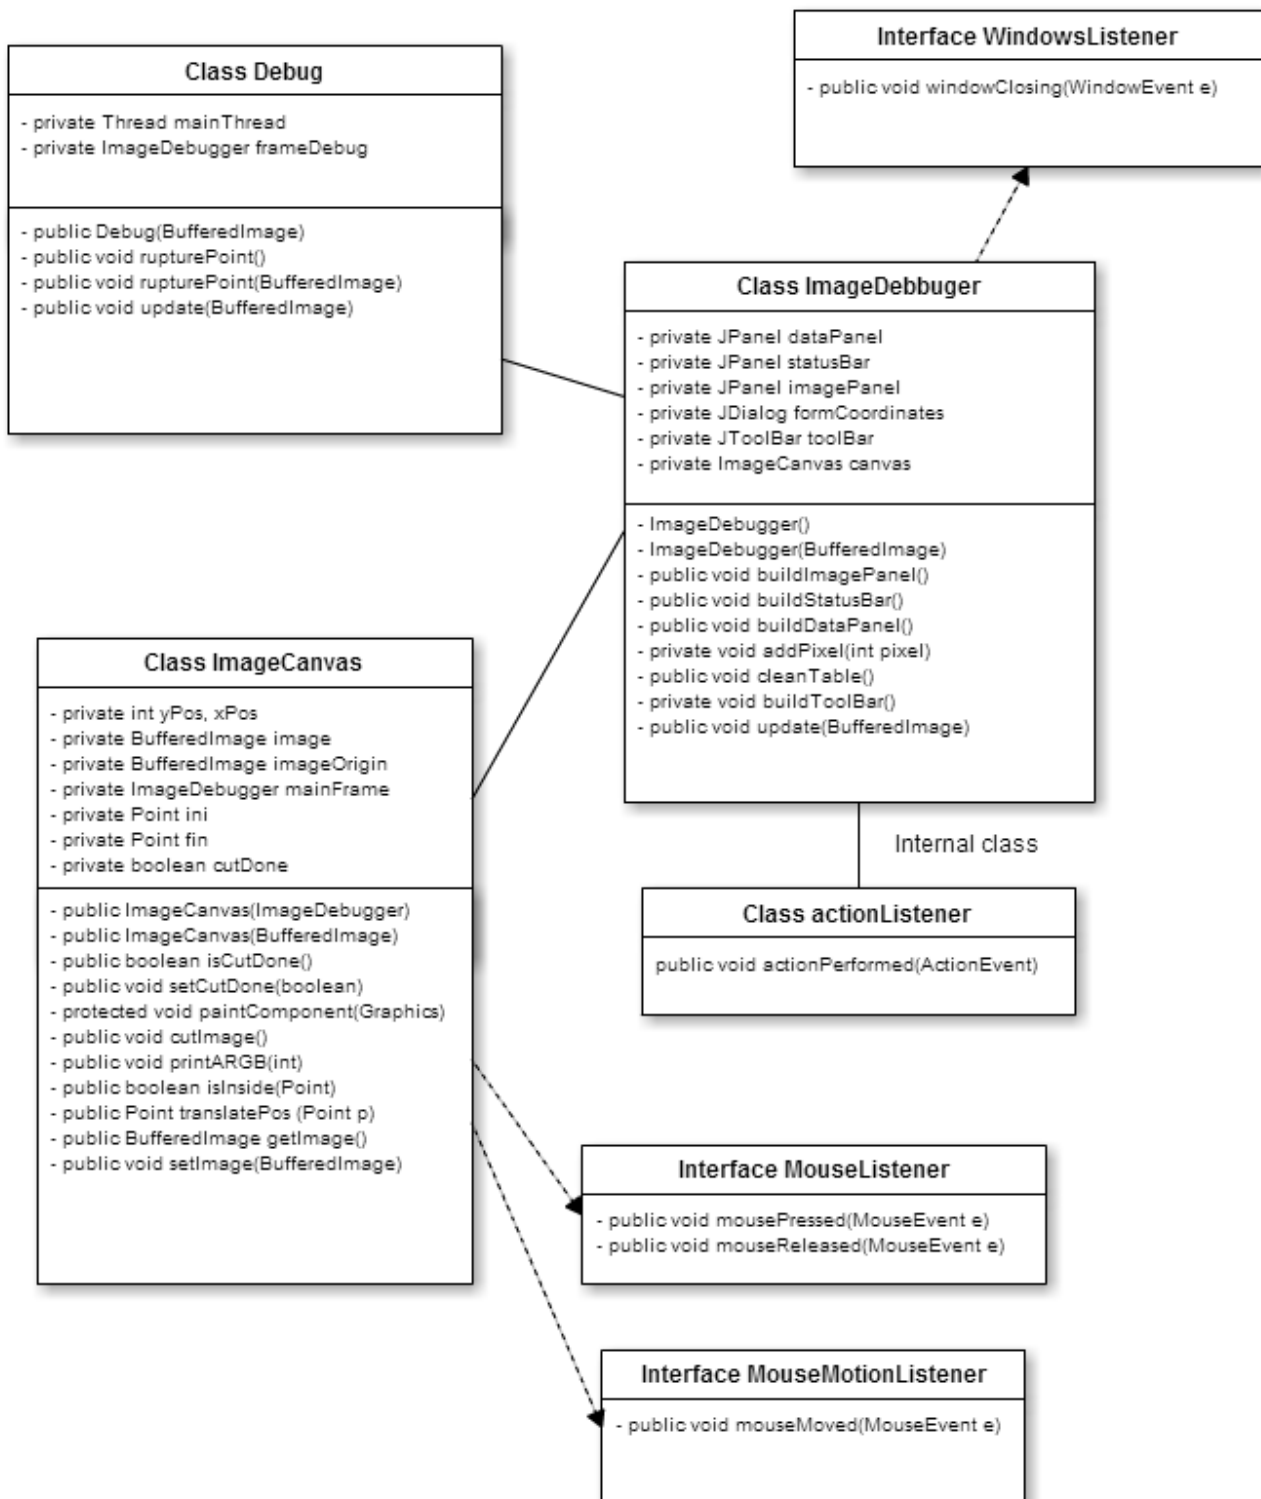 Class Debug
- private Thread mainThread
- private ImageDebugger frameDebug
- public Debug(BufferedImage)
- public void rupturePoint()
- public void rupturePoint(BufferedImage)
- public void update(BufferedImage)
Interface WindowsListener
- public void windowClosing(WindowEvent e)
Class ImageDebbuger
- private JPanel dataPanel
- private JPanel statusBar
- private JPanel imagePanel
- private JDialog formCoordinates
- private JToolBar toolBar
- private ImageCanvas canvas
- ImageDebugger()
- ImageDebugger(BufferedImage)
- public void buildImagePanel()
- public void buildStatusBar()
- public void buildDataPanel()
- private void addPixel(int pixel)
- public void cleanTable()
- private void buildToolBar()
- public void update(BufferedImage)
Internal class
Class actionListener
public void actionPerformed(ActionEvent)
Class ImageCanvas
- private int yPos, xPos
- private BufferedImage image
- private BufferedImage imageOrigin
- private ImageDebugger mainFrame
- private Point ini
- private Point fin
- private boolean cutDone
- public ImageCanvas(ImageDebugger)
- public ImageCanvas(BufferedImage)
- public boolean isCutDone()
- public void setCutDone(boolean)
- protected void paintComponent(Graphics)
- public void cutImage()
- public void printARGB(int)
- public boolean isInside(Point)
- public Point translatePos (Point p)
- public BufferedImage getImage()
- public void setImage(BufferedImage)
Interface MouseListener
- public void mousePressed(MouseEvent e)
- public void mouseReleased(MouseEvent e)
Interface MouseMotionListener
- public void mouseMoved(MouseEvent e)